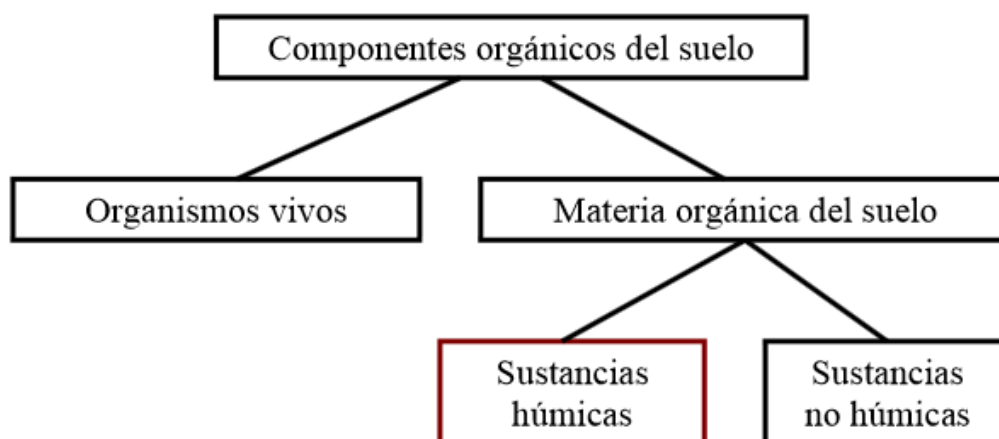 Componentes orgánicos del suelo
Organismos vivos
Materia orgánica del suelo
Sustancias
húmicas
Sustancias
no húmicas